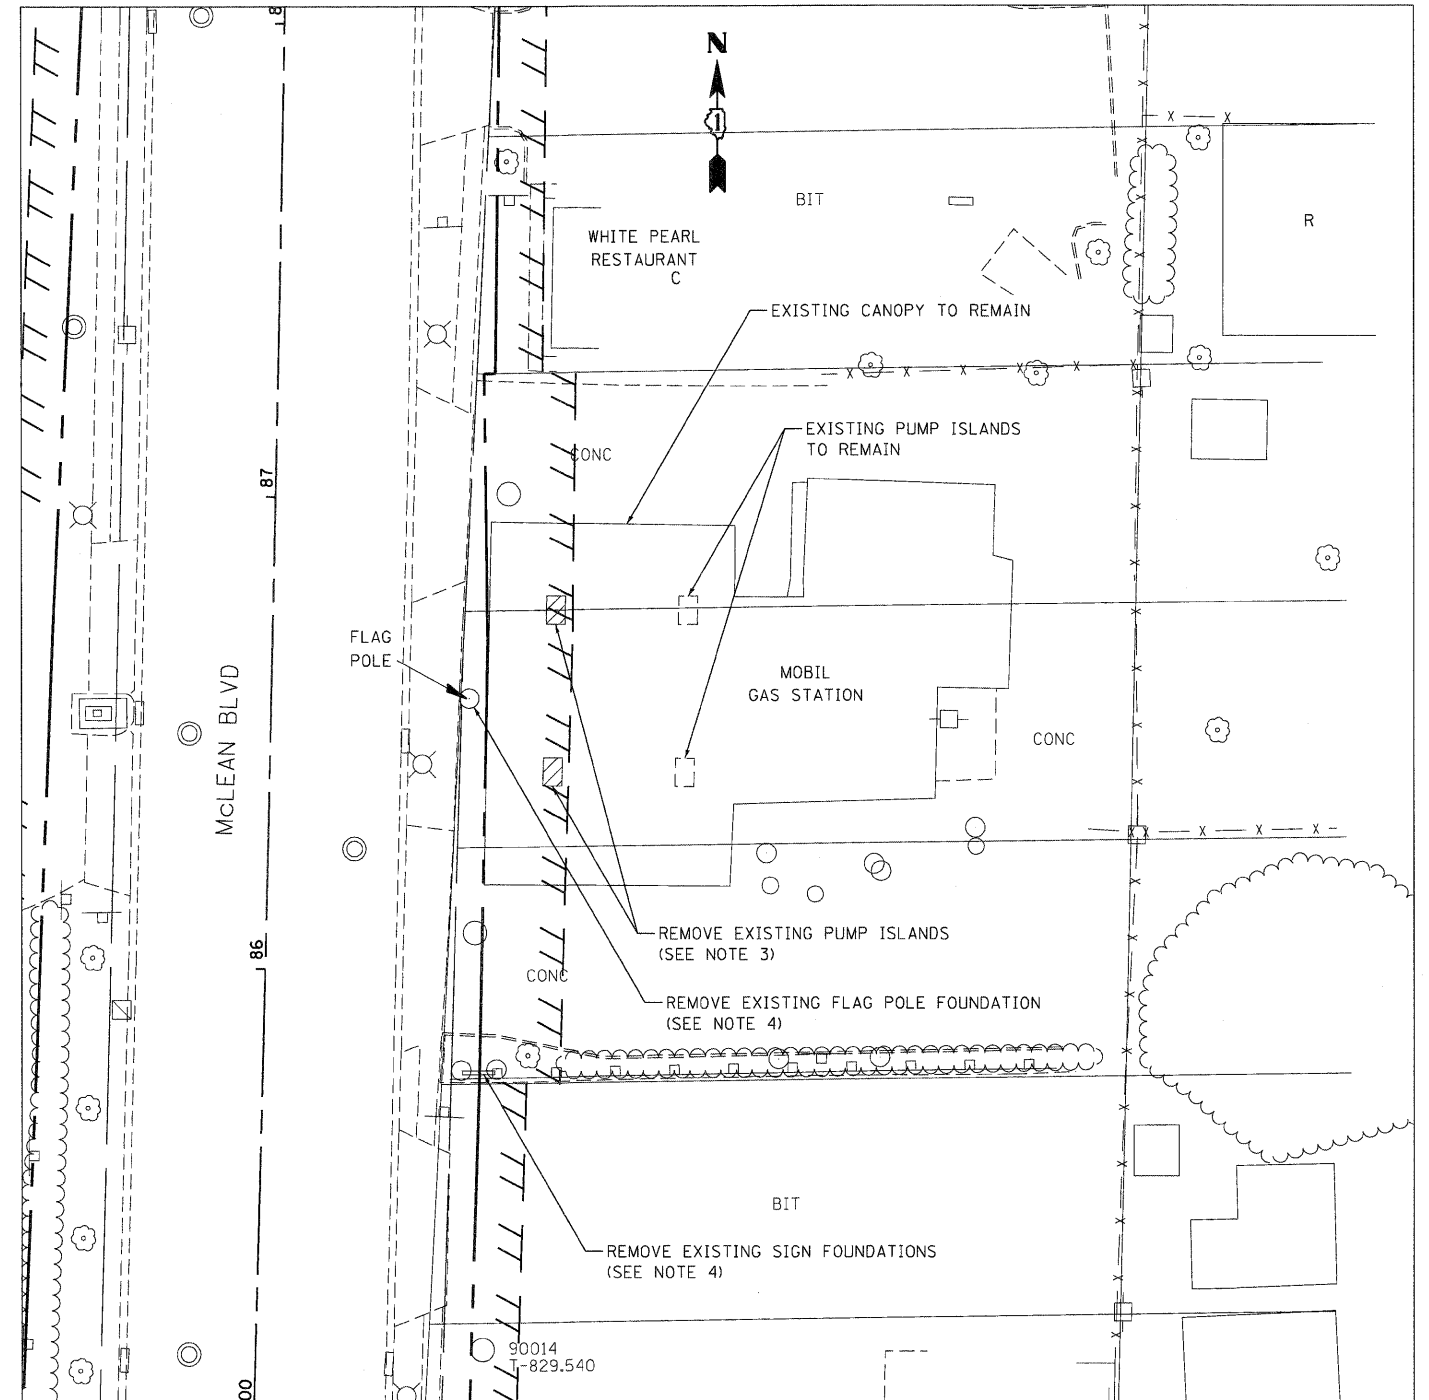 8
N
1
BIT
R
WHITE PEARL
RESTAURANT
C
EXISTING CANOPY TO REMAIN
EXISTING PUMP ISLANDS
TO REMAIN
CONC
87
FLAG
POLE
MOBIL
GAS STATION
McLEAN BLVD
CONC
REMOVE EXISTING PUMP ISLANDS
(SEE NOTE 3)
86
CONC
REMOVE EXISTING FLAG POLE FOUNDATION
(SEE NOTE 4)
BIT
REMOVE EXISTING SIGN FOUNDATIONS
(SEE NOTE 4)
90014
T-829.540
00